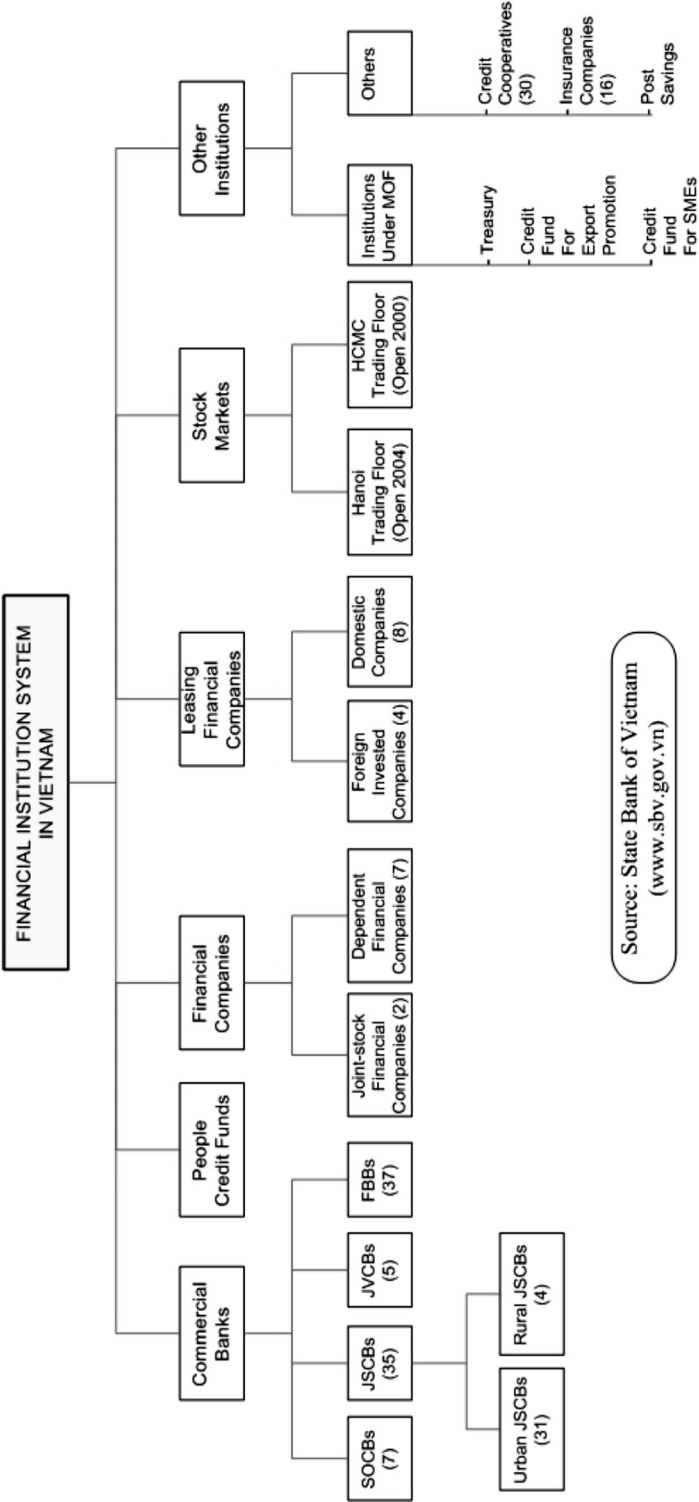 FINANCIAL INSTITUTION SYSTEM
IN VIETNAM
Commercial
Banks
People
Credit Funds
Financial
Companies
Leasing
Financial
Companies
Stock
Markets
Other
Institutions
SOCBs
(7)
JSCBs
(35)
JVCBs
(5)
FBBs
(37)
Joint-stock
Financial
Companies (2)
Dependent
Financial
Companies (7)
Foreign
Invested
Companies (4)
Domestic
Companies
(8)
Hanoi
Trading Floor
(Open 2004)
HCMC
Trading Floor
(Open 2000)
Institutions
Under MOF
Others
Urban JSCBs
(31)
Rural JSCBs
(4)
Treasury
Credit
Fund
For
Export
Promotion
Credit
Fund
For SMEs
Credit
Cooperatives
(30)
Insurance
Companies
(16)
Post
Savings
Source: State Bank of Vietnam
(www.sbv.gov.vn)